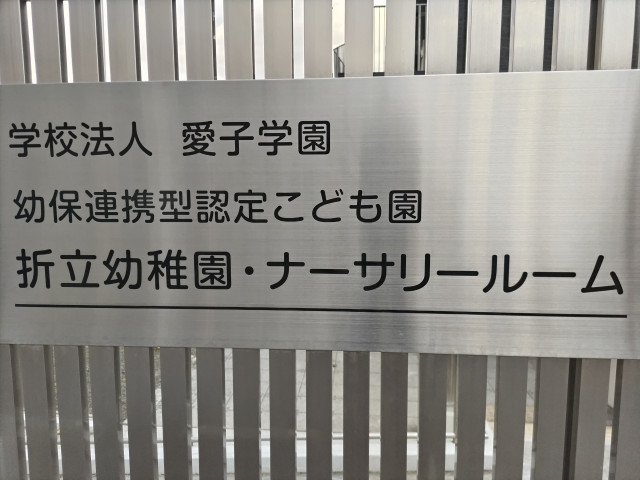 学校法人　愛子学園
幼保連携型認定こども園
折立幼稚園・ナーサリールーム